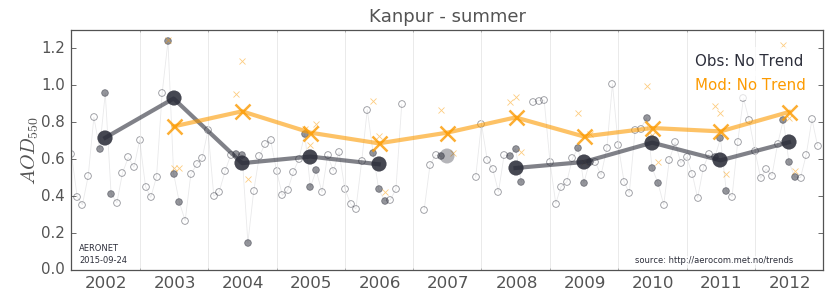 Kanpur - summer
Obs: No Trend
Mod: No Trend
AOD550
1.2
1.0
0.8
0.6
0.4
0.2
0.0
AERONET
2015-09-24
source: http://aerocom.met.no/trends
2002 2003 2004 2005 2006 2007 2008 2009 2010 2011 2012